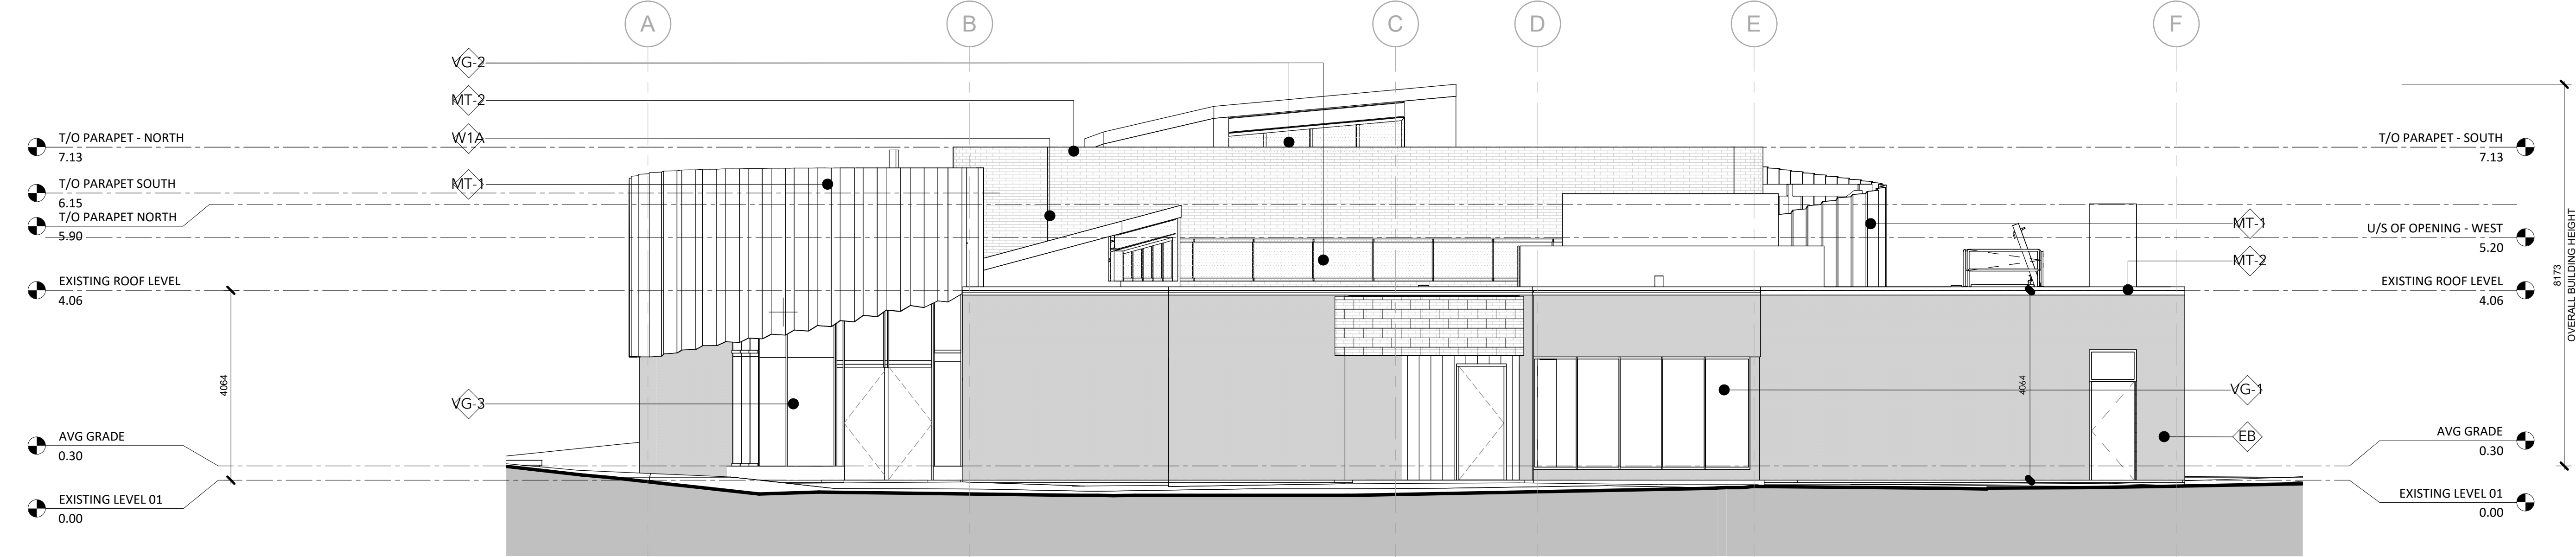 A
B
C
D
E
F
VG-2
MT-2
W1A
MT-1
VG-3
T/O PARAPET - NORTH
7.13
T/O PARAPET SOUTH
6.15
T/O PARAPET NORTH
5.90
EXISTING ROOF LEVEL
4.06
4064
AVG GRADE
0.30
EXISTING LEVEL 01
0.00
T/O PARAPET - SOUTH
7.13
MT-1
U/S OF OPENING - WEST
5.20
MT-2
EXISTING ROOF LEVEL
4.06
4064
VG-1
EB
AVG GRADE
0.30
EXISTING LEVEL 01
0.00
8173
OVERALL BUILDING HEIGHT